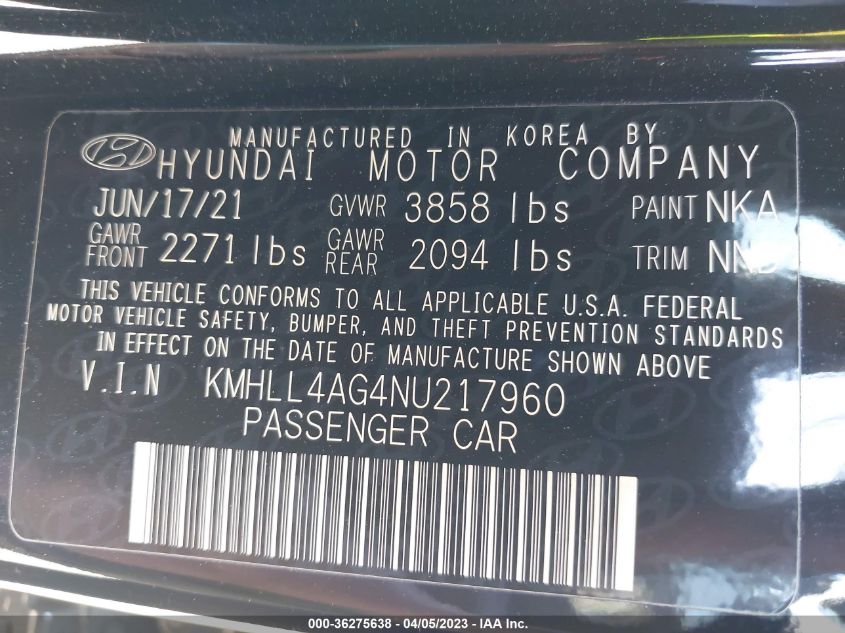 MANUFACTURED IN KOREA BY
HYUNDAI MOTOR COMPANY
JUN/17/21 GVWR 3858 lbs PAINT NKA
GAWR FRONT 2271 lbs GAWR REAR 2094 lbs TRIM
THIS VEHICLE CONFORMS TO ALL APPLICABLE U.S.A. FEDERAL
MOTOR VEHICLE SAFETY, BUMPER, AND THEFT PREVENTION STANDARDS
IN EFFECT ON THE DATE OF MANUFACTURE SHOWN ABOVE
V.I.N KMHLL4AG4NU217960
PASSENGER CAR
000-36275638 - 04/05/2023 - IAA Inc.